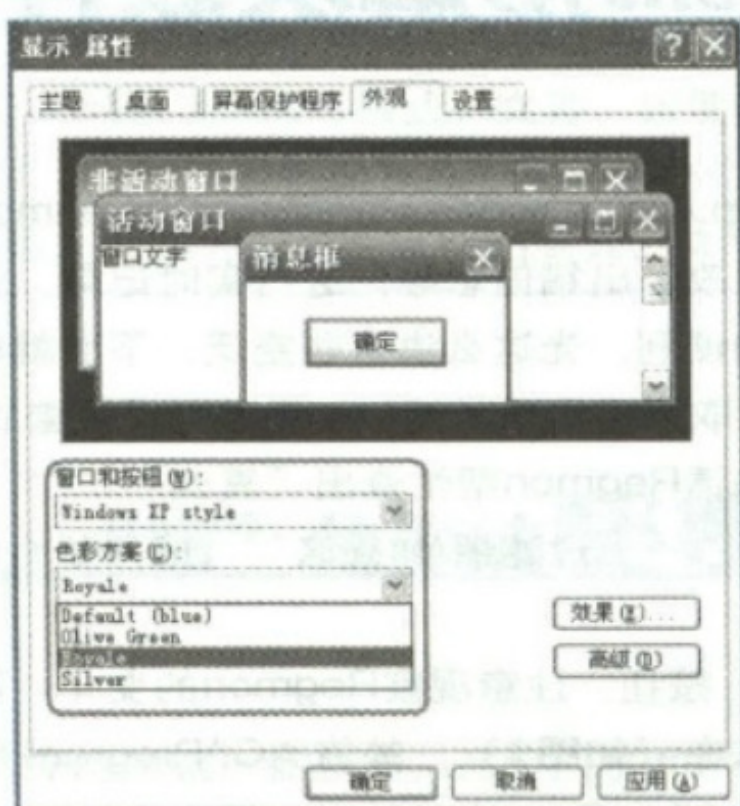 显示 属性
主题 桌面 屏幕保护程序 外观 设置
非活动窗口
活动窗口
窗口文字
消息框
确定
窗口和按钮(W):
Windows XP style
色彩方案(C):
Royale
Default (blue)
Olive Green
Royale
Silver
效果(E)...
高级(D)
确定 取消 应用(A)